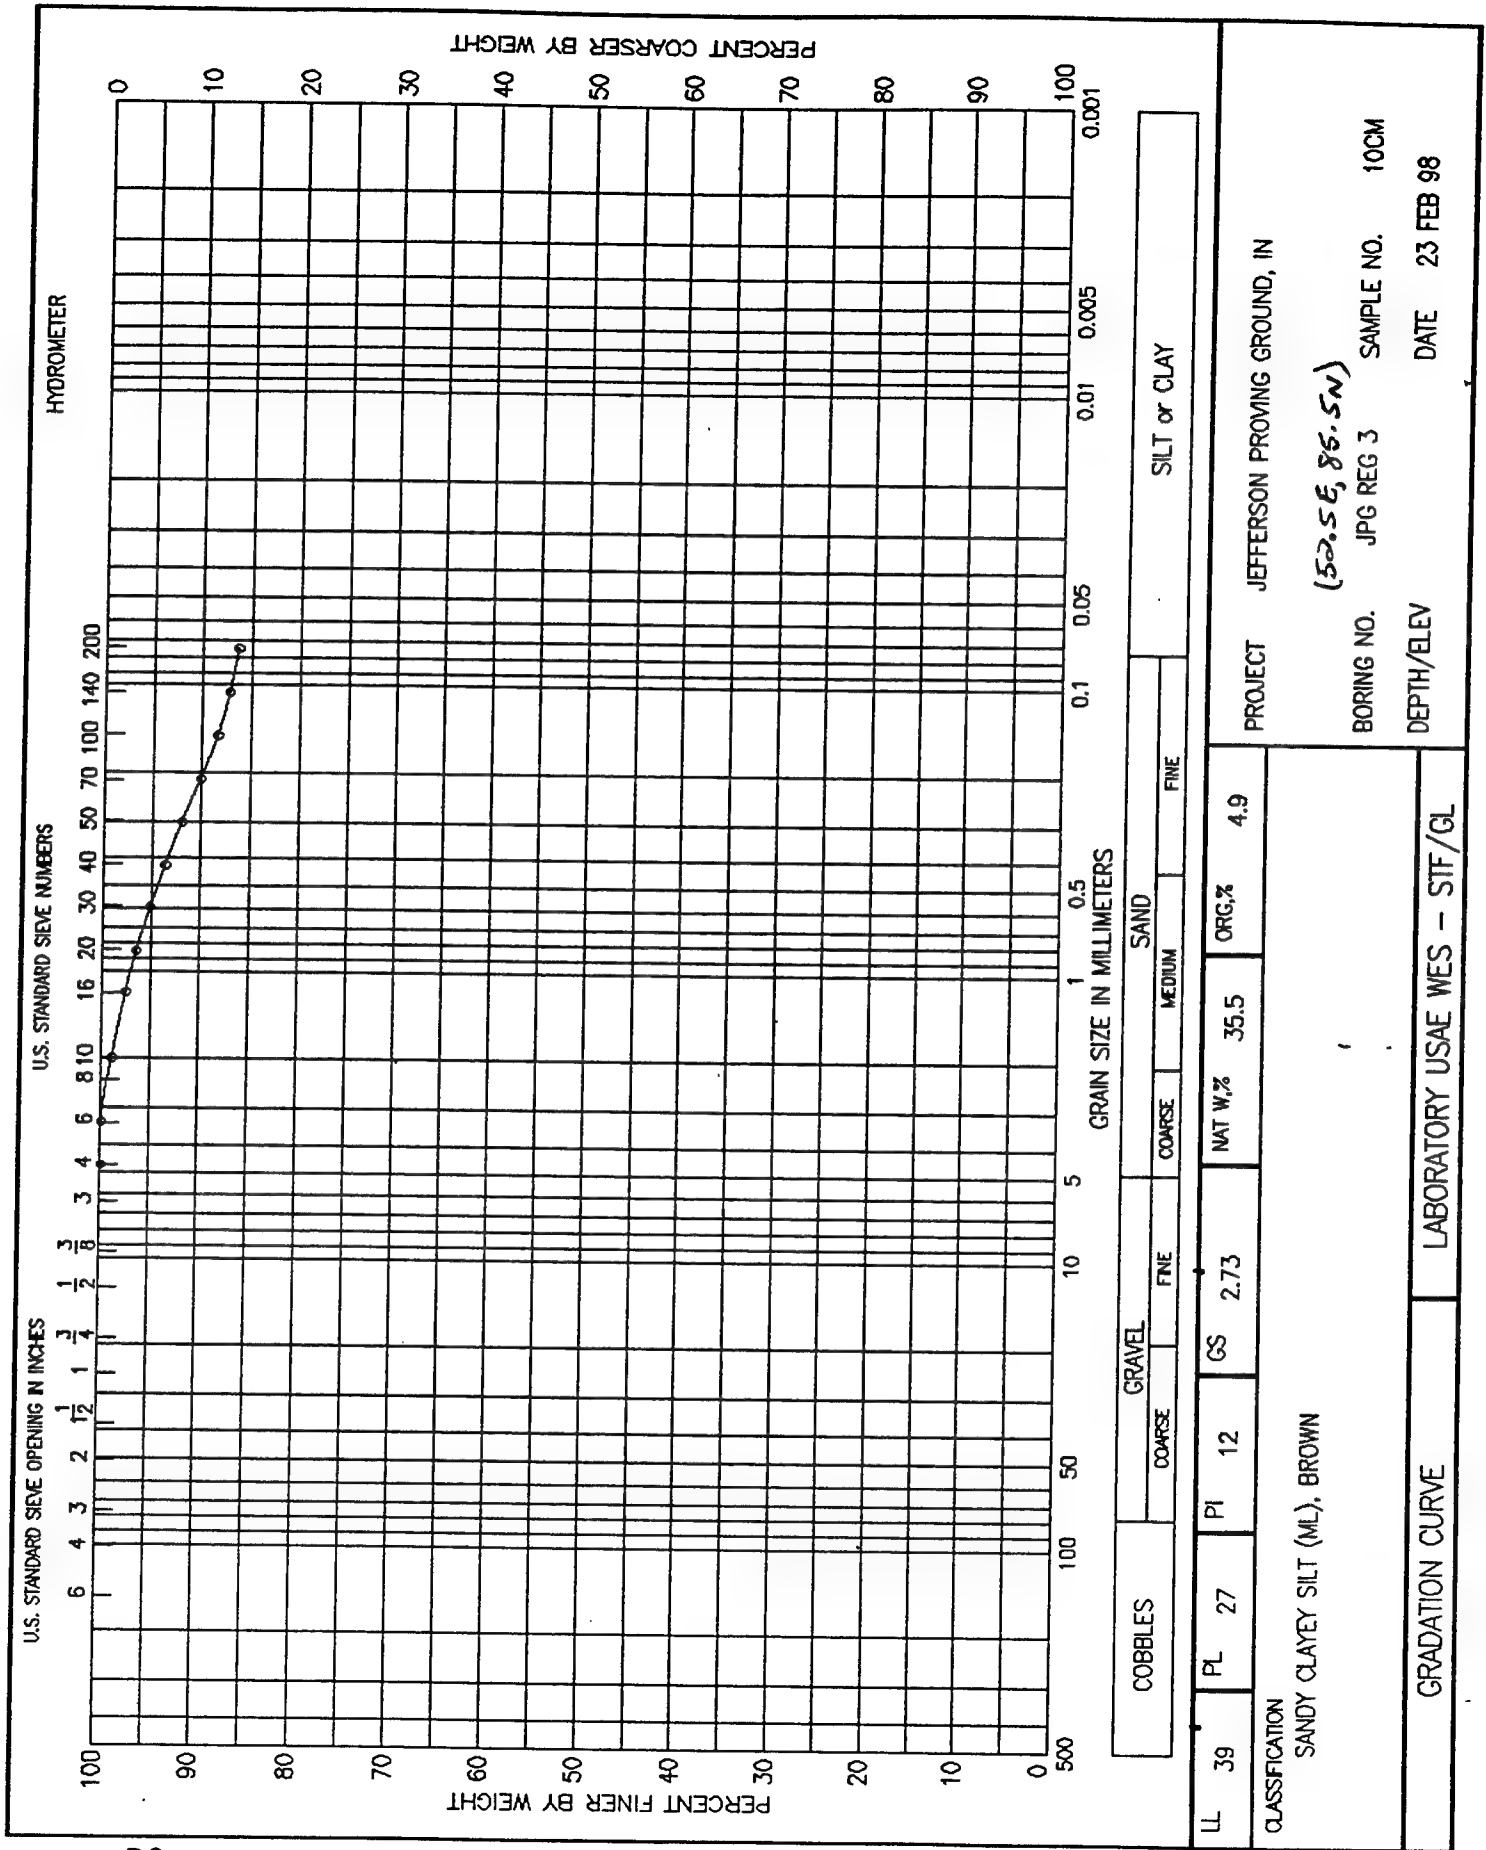 U.S. STANDARD SIEVE OPENING IN INCHES U.S. STANDARD SIEVE NUMBERS HYDROMETER
6 4 3 2 1 1/2 1 3/4 1/2 3/8 3 4 6 8 10 16 20 30 40 50 70 100 140 200
PERCENT FINER BY WEIGHT
100
90
80
70
60
50
40
30
20
10
0
PERCENT COARSER BY WEIGHT
0
10
20
30
40
50
60
70
80
90
100
500 100 50 10 5 1 0.5 0.1 0.05 0.01 0.005 0.001
GRAIN SIZE IN MILLIMETERS
COBBLES GRAVEL SAND SILT or CLAY
COARSE FINE COARSE MEDIUM FINE
LL 39 PL 27 PI 12 GS 2.73 NAT W,% 35.5 ORG,% 4.9
CLASSIFICATION
SANDY CLAYEY SILT (ML), BROWN
PROJECT JEFFERSON PROVING GROUND, IN
(52.5E, 85.5N)
BORING NO. JPG REG 3 SAMPLE NO. 10CM
DEPTH/ELEV DATE 23 FEB 98
GRADATION CURVE LABORATORY USAE WES - STF/GL